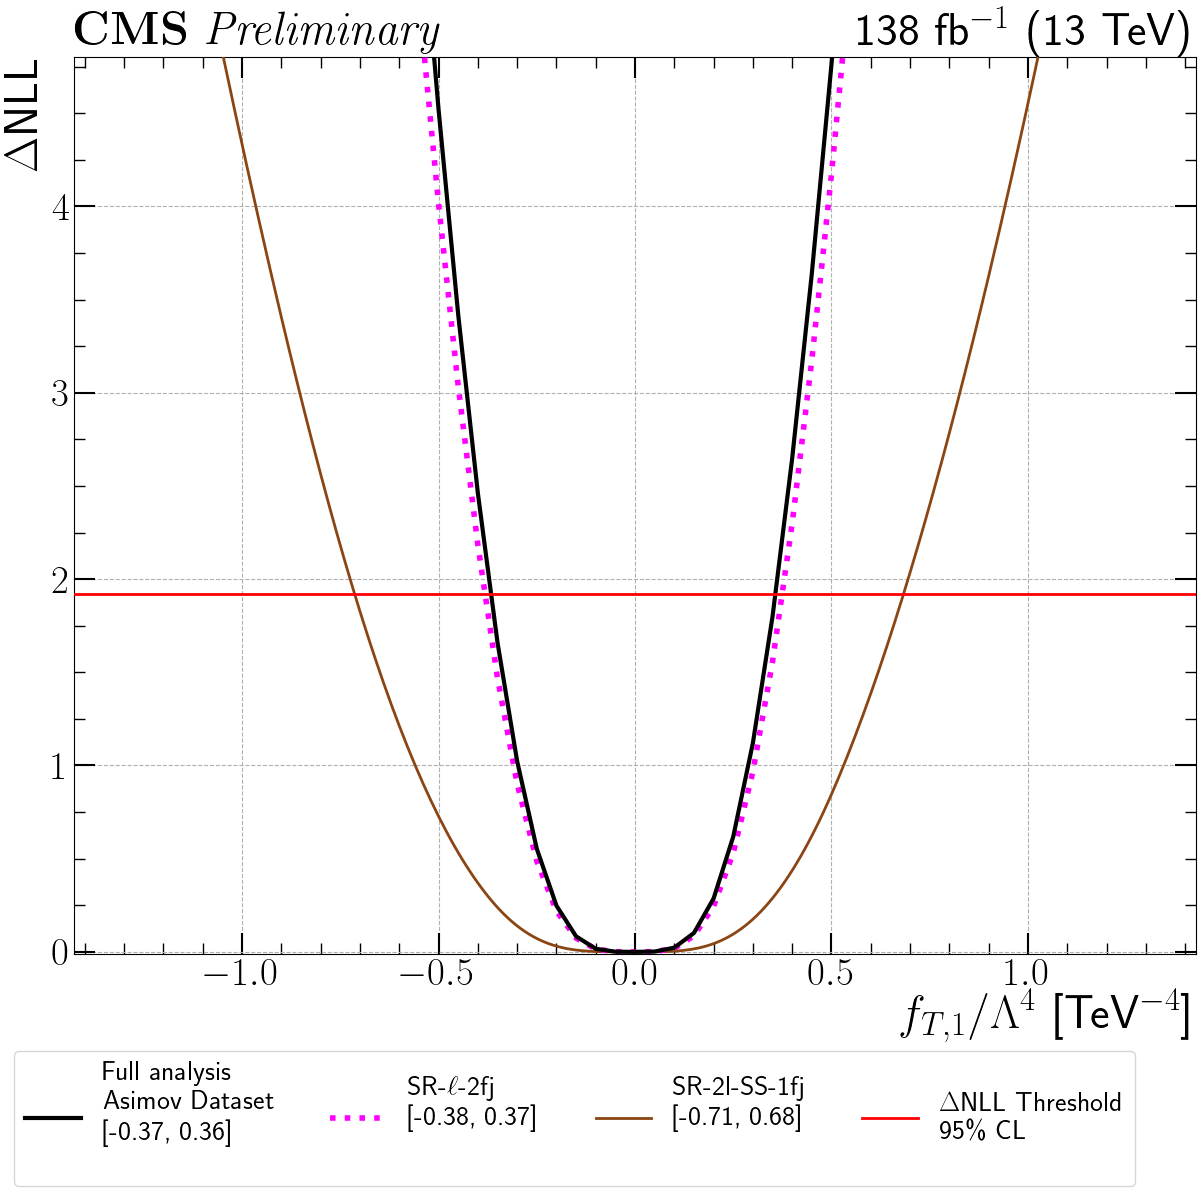 CMS Preliminary 138 fb⁻¹ (13 TeV)
ΔNLL
4
3
2
1
0
−1.0 −0.5 0.0 0.5 1.0
f_{T,1}/Λ⁴ [TeV⁻⁴]
Full analysis
Asimov Dataset
[-0.37, 0.36]
SR-ℓ-2fj
[-0.38, 0.37]
SR-2l-SS-1fj
[-0.71, 0.68]
ΔNLL Threshold
95% CL